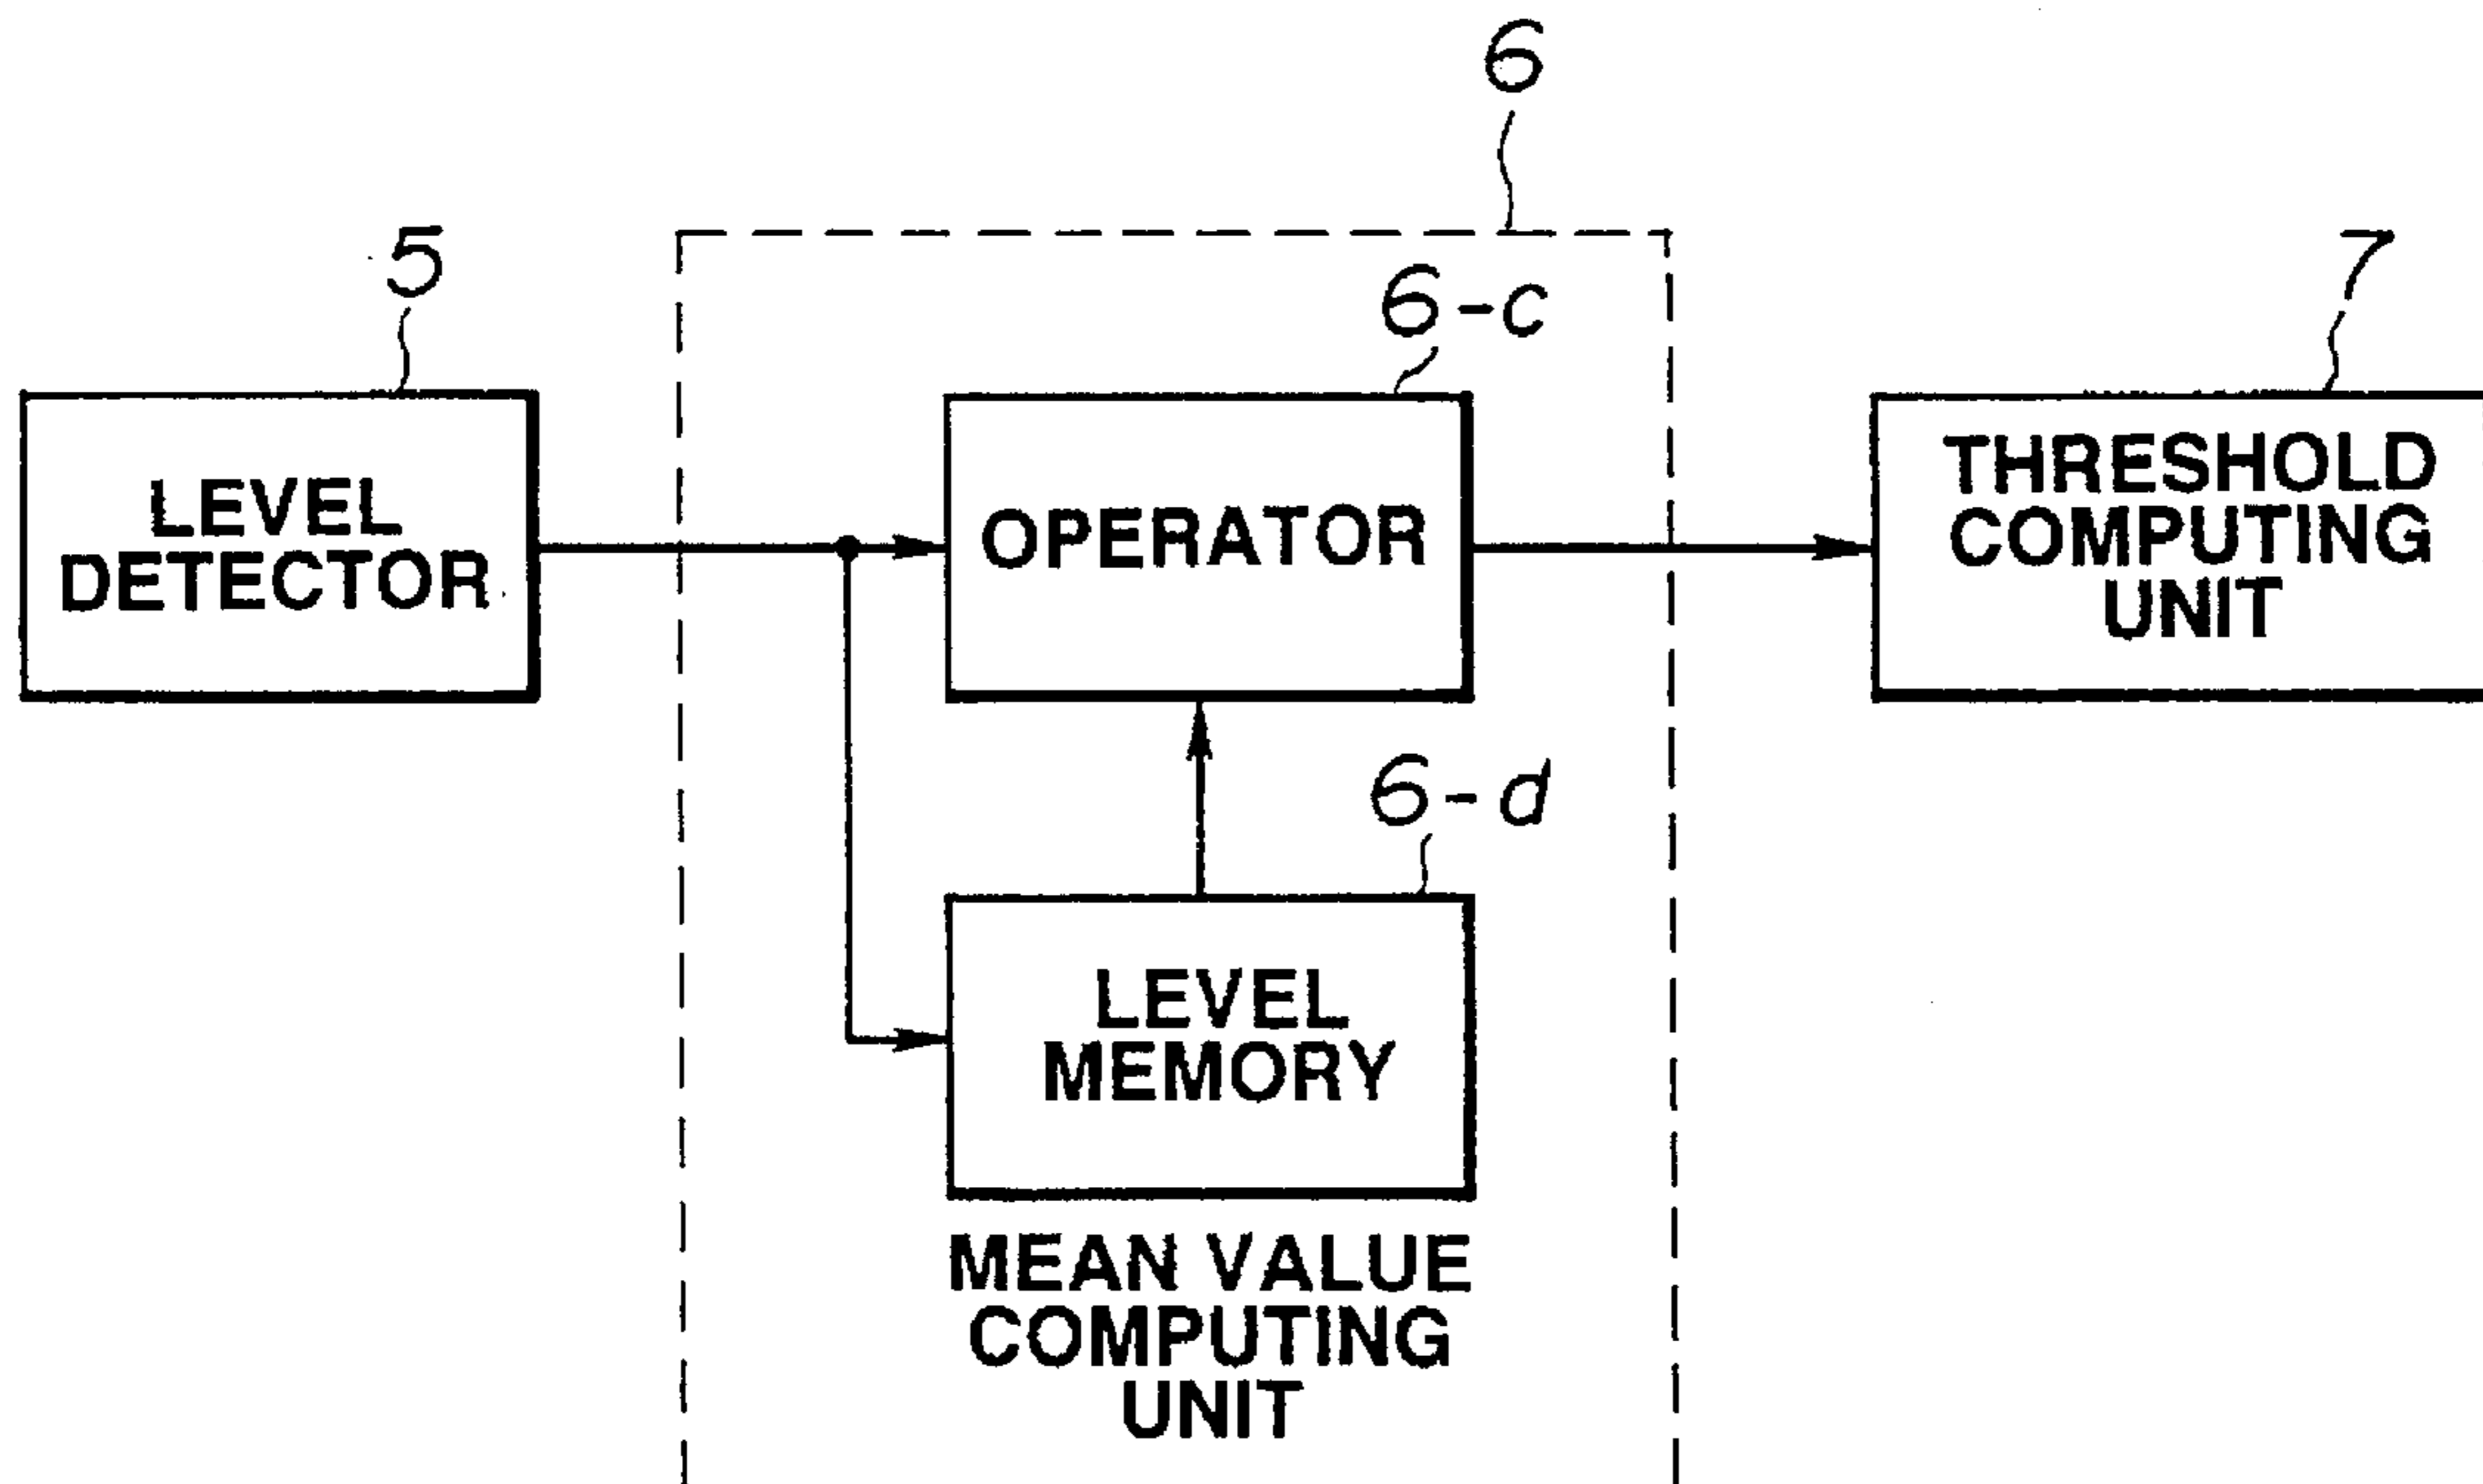 6
5
6-c
7
LEVEL
DETECTOR
OPERATOR
THRESHOLD
COMPUTING
UNIT
6-d
LEVEL
MEMORY
MEAN VALUE
COMPUTING
UNIT